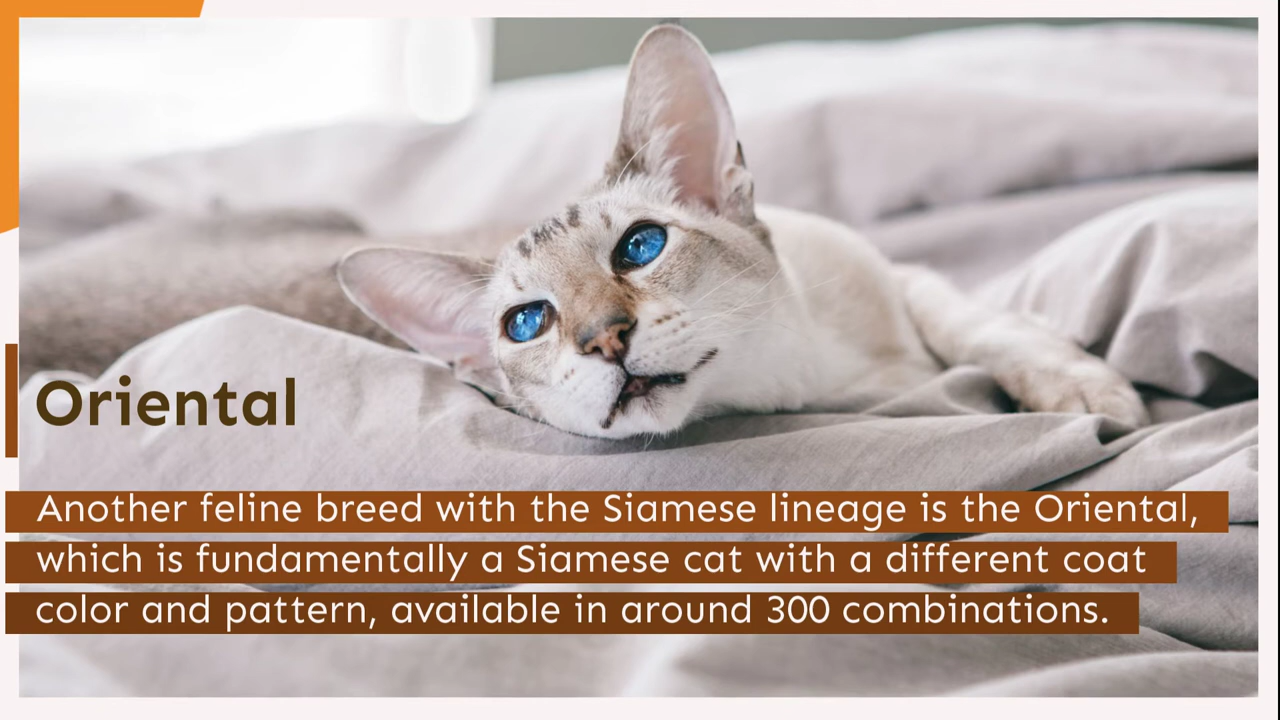 Oriental
Another feline breed with the Siamese lineage is the Oriental,
which is fundamentally a Siamese cat with a different coat
color and pattern, available in around 300 combinations.